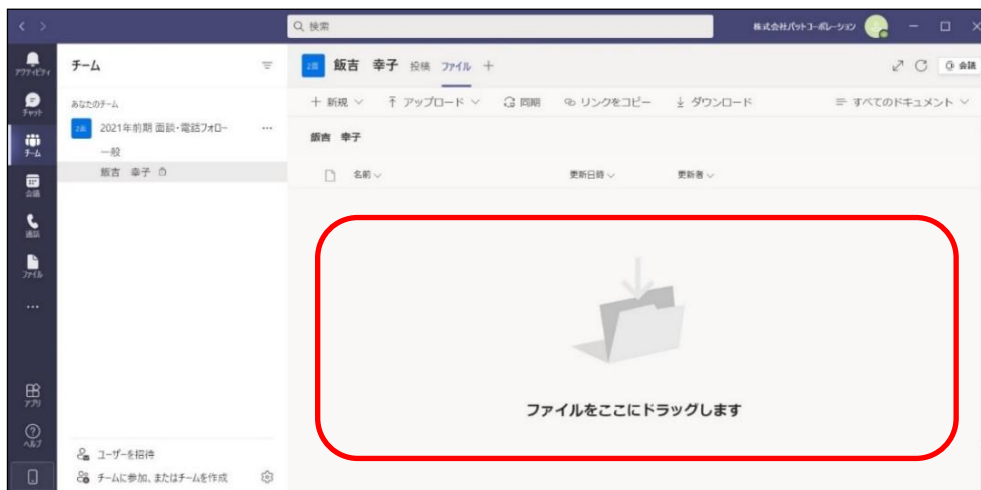 検索
株式会社パットコーポレーション
アクティビティ
チャット
チーム
会議
通話
ファイル
アプリ
ヘルプ
チーム
あなたのチーム
2021年前期 面談・電話フォロー
一般
飯吉 幸子
ユーザーを招待
チームに参加、またはチームを作成
飯吉 幸子 投稿 ファイル +
会議
+ 新規 アップロード 同期 リンクをコピー ダウンロード すべてのドキュメント
飯吉 幸子
名前 更新日時 更新者
ファイルをここにドラッグします